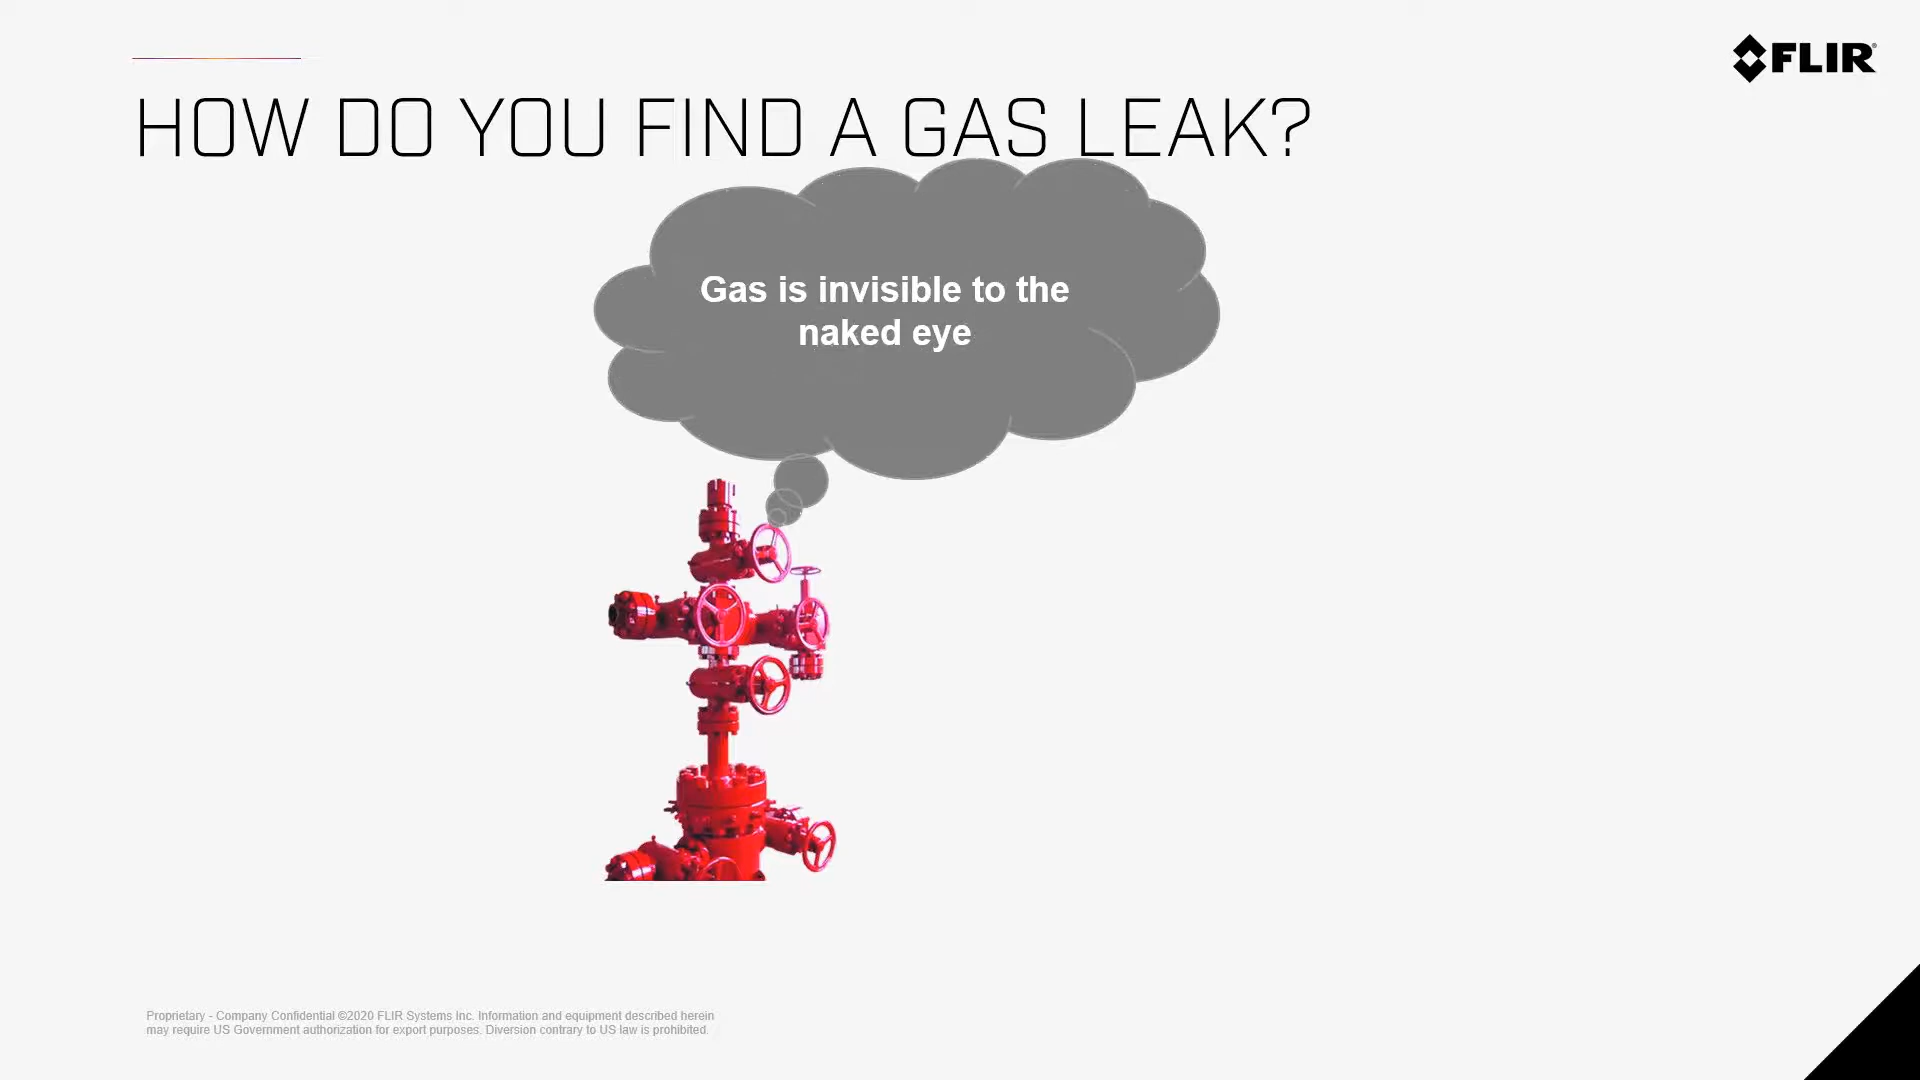 FLIR
HOW DO YOU FIND A GAS LEAK?
Gas is invisible to the
naked eye
Proprietary - Company Confidential ©2020 FLIR Systems Inc. Information and equipment described herein
may require US Government authorization for export purposes. Diversion contrary to US law is prohibited.